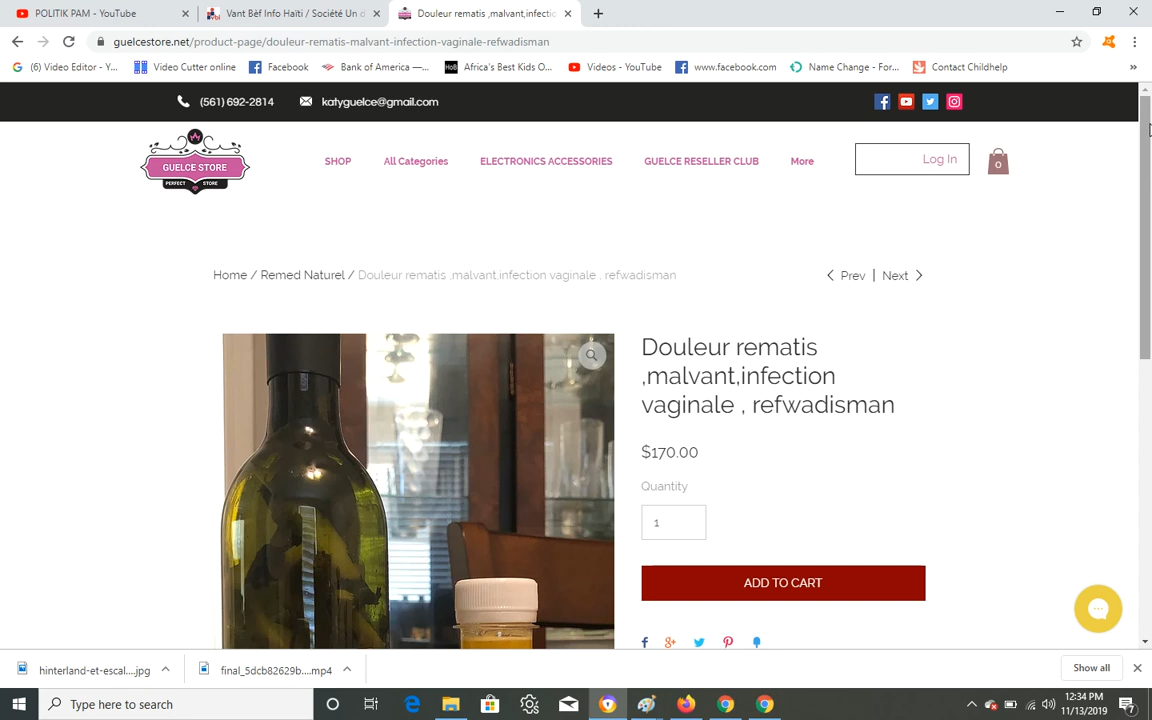 POLITIK PAM - YouTube
Vant Bèf Info Haïti / Société Un d
Douleur rematis ,malvant,infectio
guelcestore.net/product-page/douleur-rematis-malvant-infection-vaginale-refwadisman
(6) Video Editor - Y...
Video Cutter online
Facebook
Bank of America —...
HoB
Africa's Best Kids O...
Videos - YouTube
www.facebook.com
Name Change - For...
Contact Childhelp
(561) 692-2814
katyguelce@gmail.com
GUELCE STORE
PERFECT STORE
SHOP
All Categories
ELECTRONICS ACCESSORIES
GUELCE RESELLER CLUB
More
Log In
0
Home / Remed Naturel / Douleur rematis ,malvant,infection vaginale , refwadisman
Prev | Next
Douleur rematis
,malvant,infection
vaginale , refwadisman
$170.00
Quantity
1
ADD TO CART
hinterland-et-escal....jpg
final_5dcb82629b....mp4
Show all
Type here to search
12:34 PM
11/13/2019
7